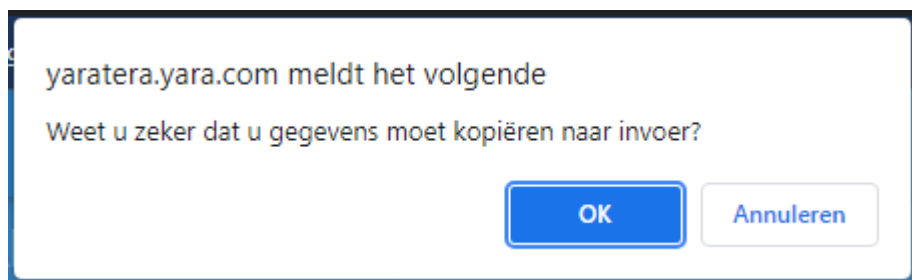 yaratera.yara.com meldt het volgende
Weet u zeker dat u gegevens moet kopiëren naar invoer?
OK Annuleren